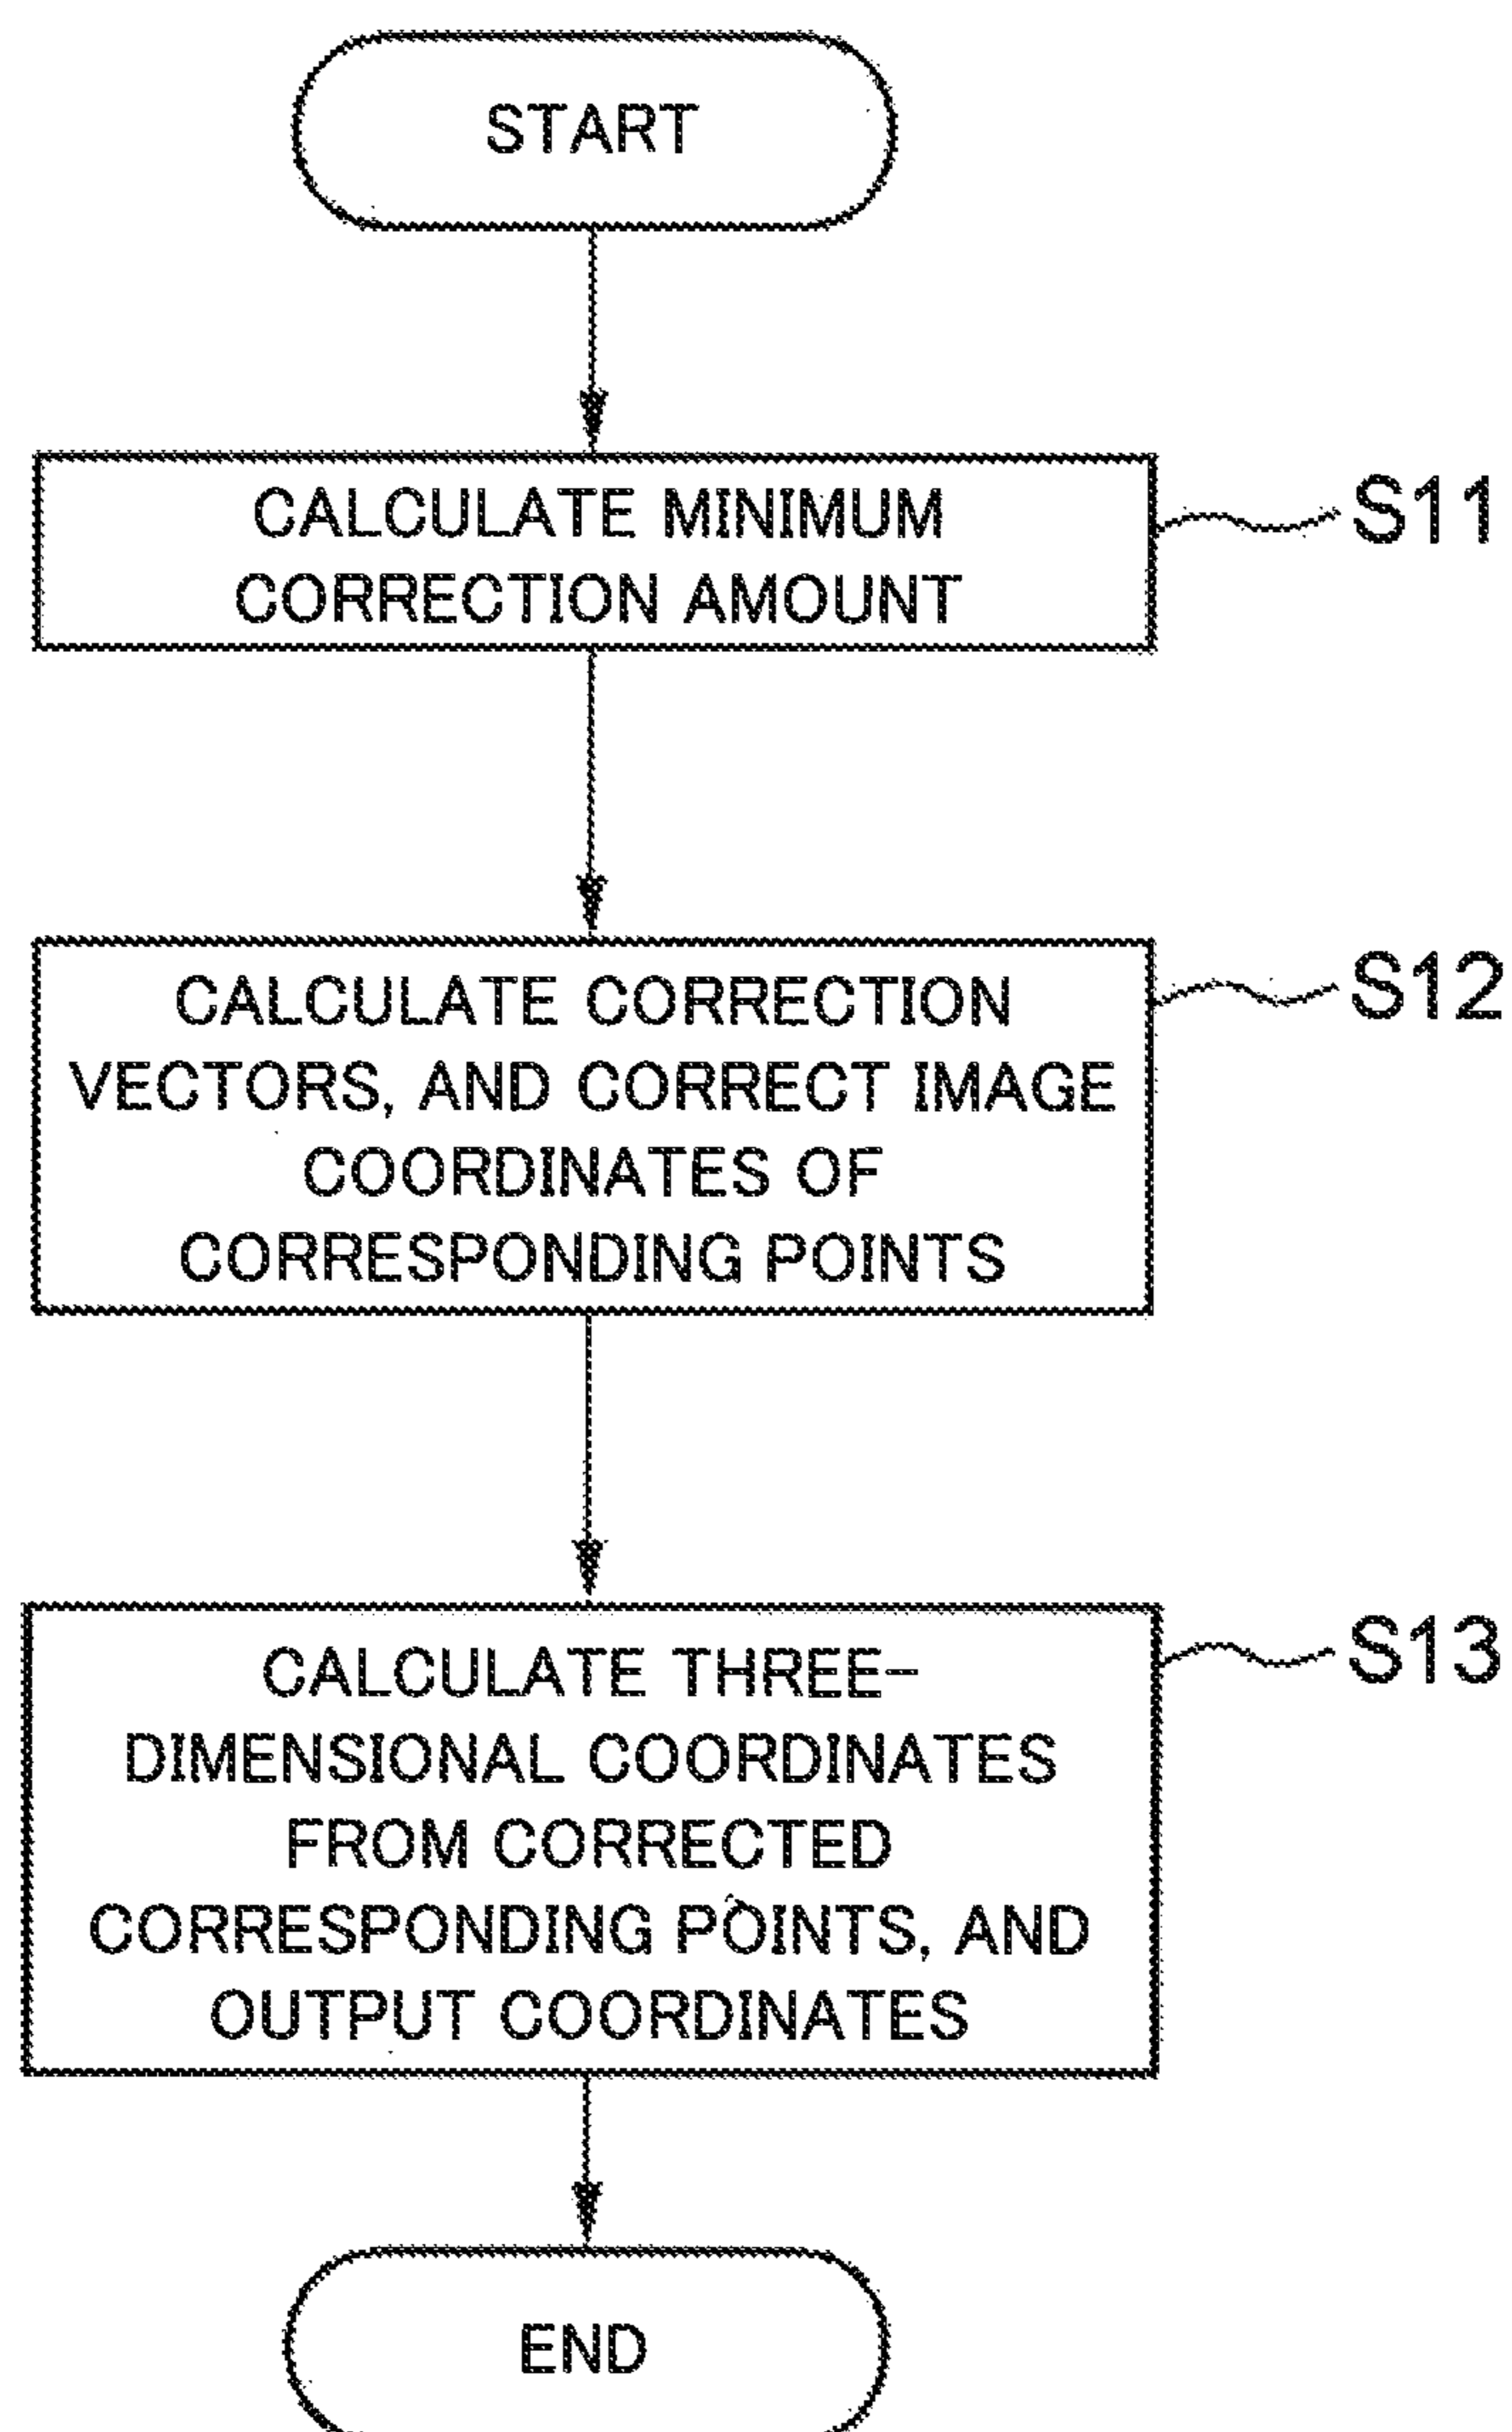 START
CALCULATE MINIMUM
CORRECTION AMOUNT
S11
CALCULATE CORRECTION
VECTORS, AND CORRECT IMAGE
COORDINATES OF
CORRESPONDING POINTS
S12
CALCULATE THREE-
DIMENSIONAL COORDINATES
FROM CORRECTED
CORRESPONDING POINTS, AND
OUTPUT COORDINATES
S13
END